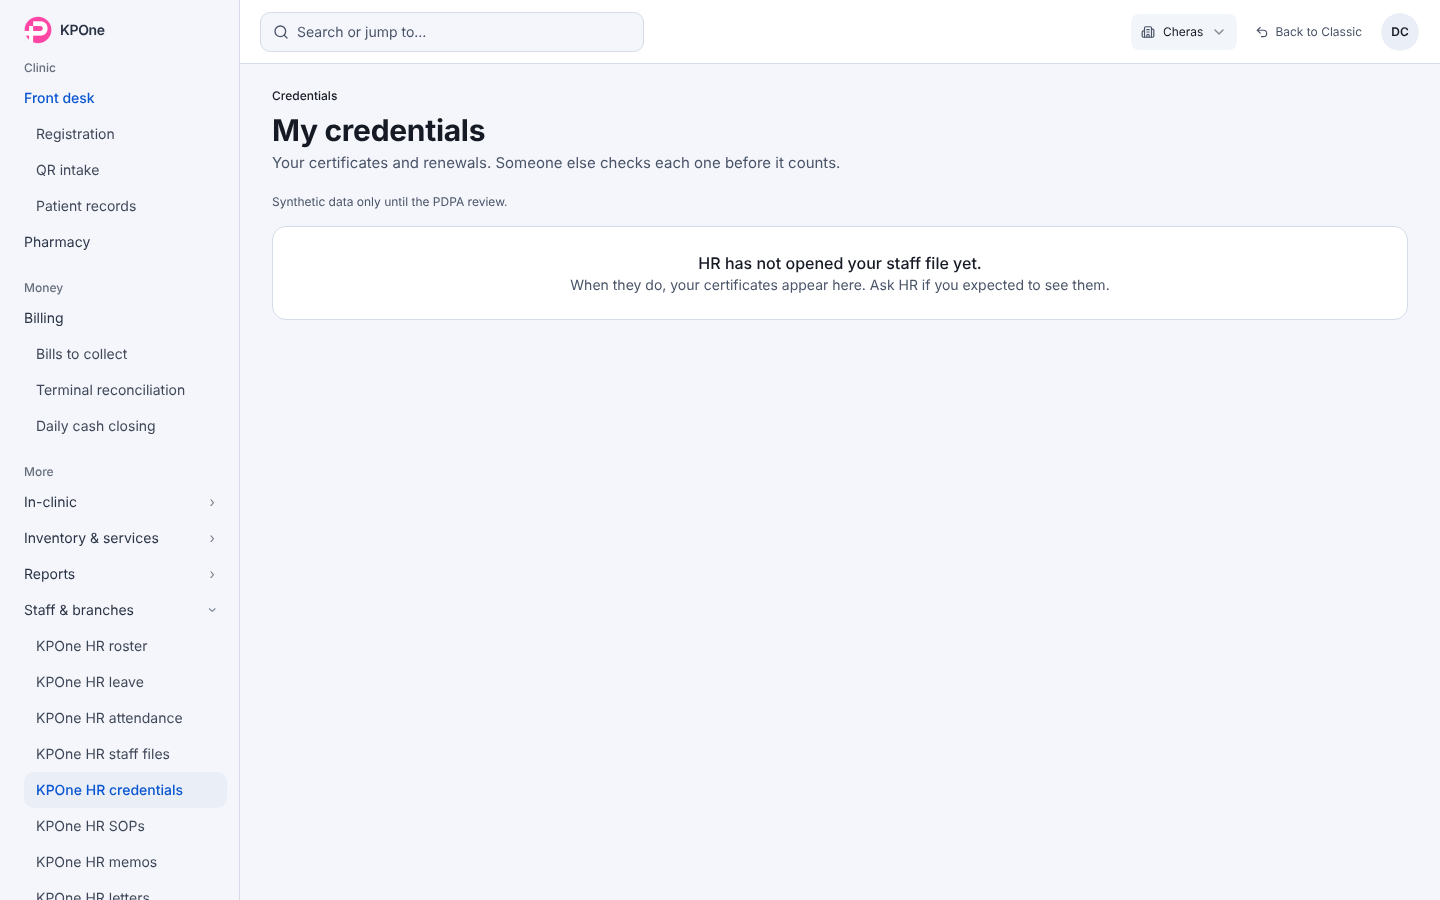 KPOne
Search or jump to...
Cheras
Back to Classic
DC
Clinic
Front desk
Registration
QR intake
Patient records
Pharmacy
Money
Billing
Bills to collect
Terminal reconciliation
Daily cash closing
More
In-clinic
Inventory & services
Reports
Staff & branches
KPOne HR roster
KPOne HR leave
KPOne HR attendance
KPOne HR staff files
KPOne HR credentials
KPOne HR SOPs
KPOne HR memos
KPOne HR letters
Credentials
My credentials
Your certificates and renewals. Someone else checks each one before it counts.
Synthetic data only until the PDPA review.
HR has not opened your staff file yet.
When they do, your certificates appear here. Ask HR if you expected to see them.